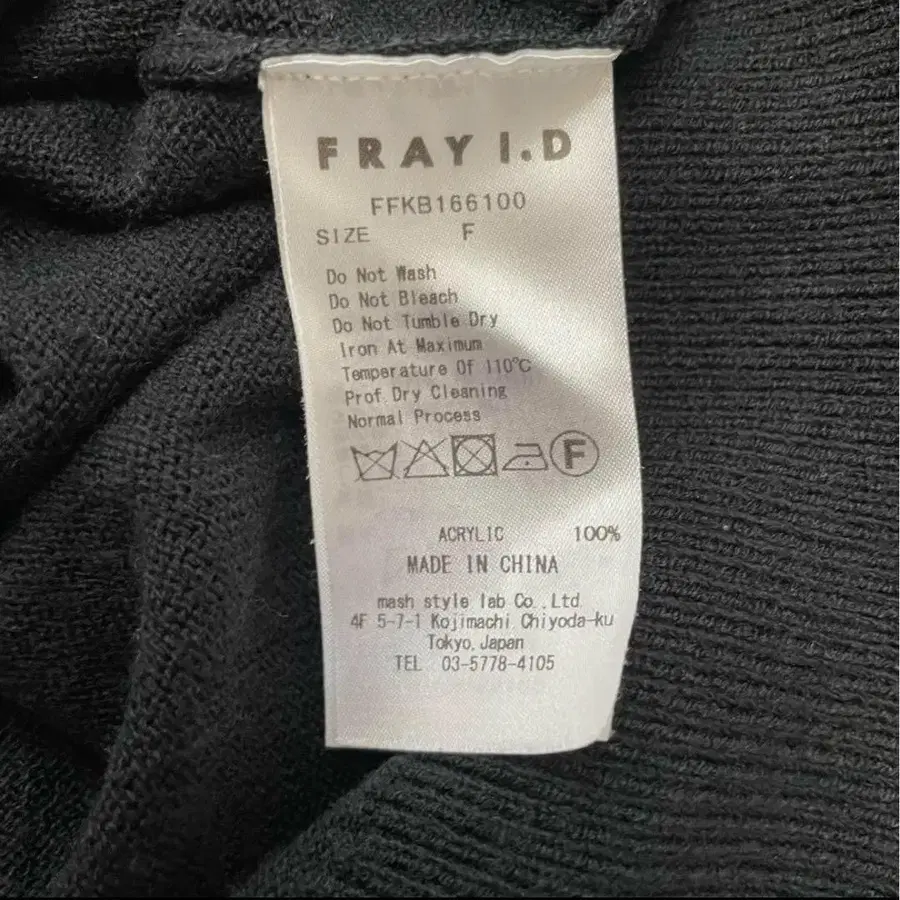 FRAY I.D
FFKB166100
SIZE F
Do Not Wash
Do Not Bleach
Do Not Tumble Dry
Iron At Maximum
Temperature Of 110℃
Prof Dry Cleaning
Normal Process
F
ACRYLIC 100%
MADE IN CHINA
mash style lab Co.,Ltd
4F 5-7-1 Kojimachi Chiyoda-ku
Tokyo,Japan
TEL 03-5778-4105